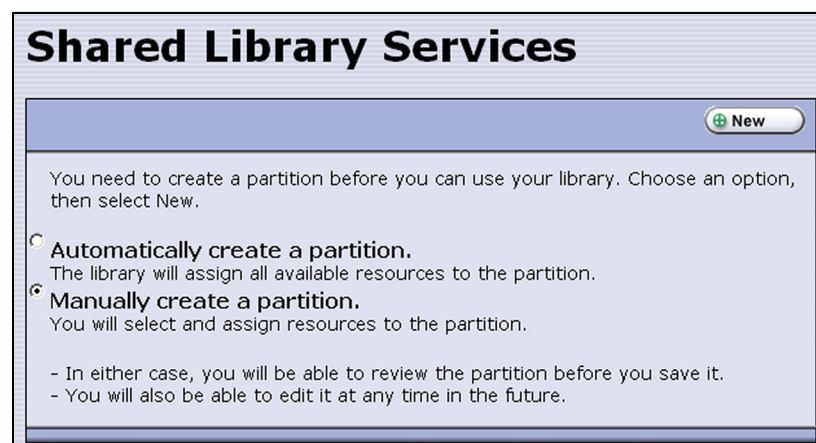 Shared Library Services
New
You need to create a partition before you can use your library. Choose an option,
then select New.
Automatically create a partition.
The library will assign all available resources to the partition.
Manually create a partition.
You will select and assign resources to the partition.
- In either case, you will be able to review the partition before you save it.
- You will also be able to edit it at any time in the future.